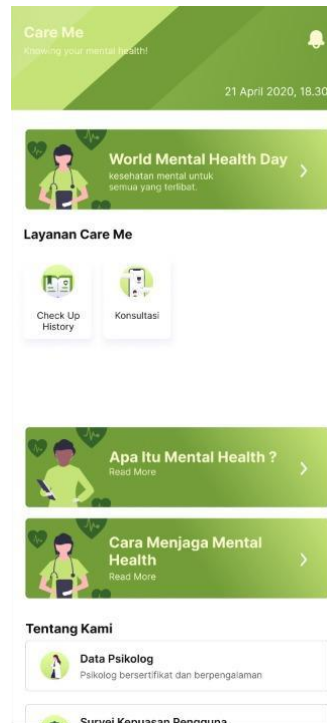 Care Me
Knowing your mental health!
21 April 2020, 18.30
World Mental Health Day
kesehatan mental untuk
semua yang terlibat.
Layanan Care Me
Check Up
History
Konsultasi
Apa Itu Mental Health ?
Read More
Cara Menjaga Mental
Health
Read More
Tentang Kami
Data Psikolog
Psikolog bersertifikat dan berpengalaman
Survei Kepuasan Pengguna